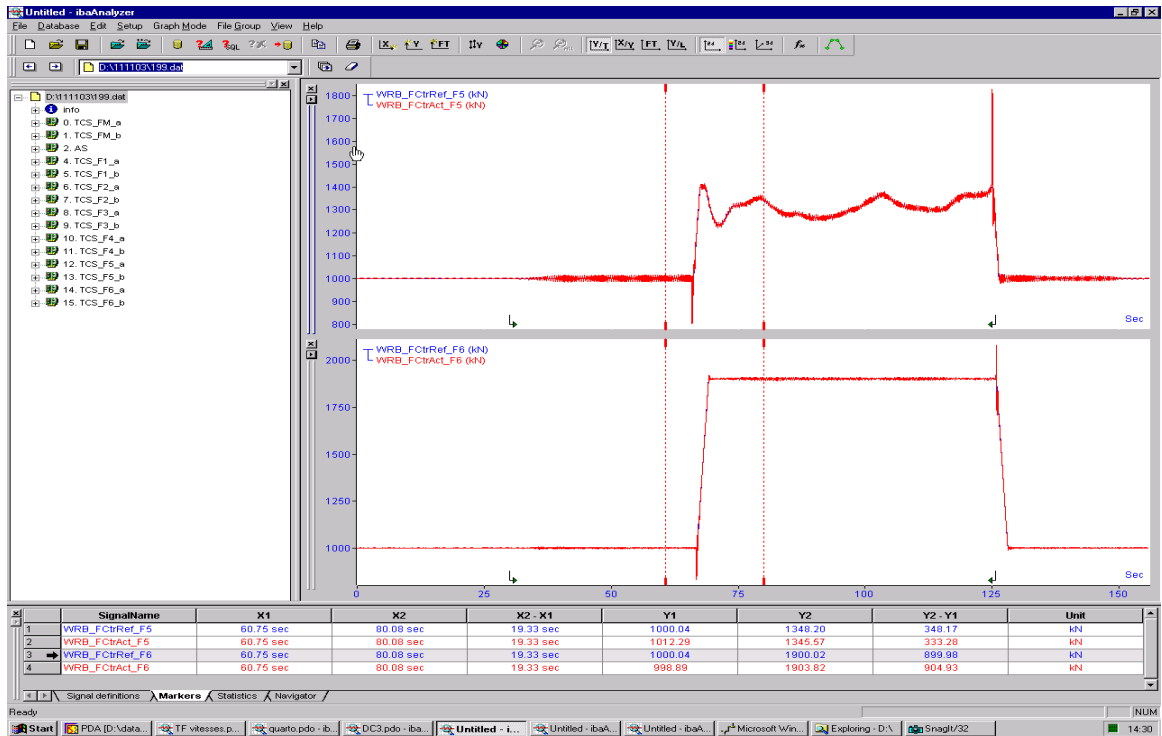 Untitled - ibaAnalyzer
File Database Edit Setup Graph Mode File Group View Help
D:\111103\199.dat
D:\111103\199.dat
info
0. TCS_FM_a
1. TCS_FM_b
2. AS
4. TCS_F1_a
5. TCS_F1_b
6. TCS_F2_a
7. TCS_F2_b
8. TCS_F3_a
9. TCS_F3_b
10. TCS_F4_a
11. TCS_F4_b
12. TCS_F5_a
13. TCS_F5_b
14. TCS_F6_a
15. TCS_F6_b
WRB_FCtrRef_F5 (kN)
WRB_FCtrAct_F5 (kN)
1800
1700
1600
1500
1400
1300
1200
1100
1000
900
800
Sec
WRB_FCtrRef_F6 (kN)
WRB_FCtrAct_F6 (kN)
2000
1750
1500
1250
1000
Sec
0 25 50 75 100 125 150
SignalName X1 X2 X2 - X1 Y1 Y2 Y2 - Y1 Unit
1 WRB_FCtrRef_F5 60.75 sec 80.08 sec 19.33 sec 1000.04 1348.20 348.17 kN
2 WRB_FCtrAct_F5 60.75 sec 80.08 sec 19.33 sec 1012.29 1345.57 333.28 kN
3 WRB_FCtrRef_F6 60.75 sec 80.08 sec 19.33 sec 1000.04 1900.02 899.98 kN
4 WRB_FCtrAct_F6 60.75 sec 80.08 sec 19.33 sec 998.89 1903.82 904.93 kN
Signal definitions Markers Statistics Navigator
Ready NUM
Start PDA [D:\data... TF vitesses.p... quarto.pdo - ib... DC3.pdo - iba... Untitled - i... Untitled - ibaA... Untitled - ibaA... Microsoft Win... Exploring - D:\ SnagIt/32 14:30